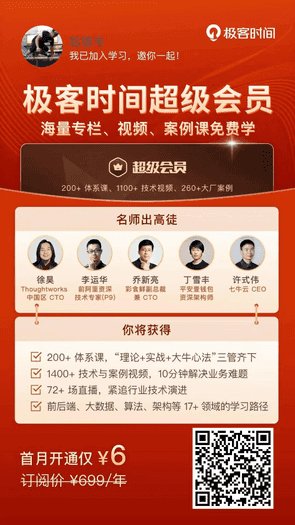 极客时间
我已加入学习，邀你一起！
极客时间超级会员
海量专栏、视频、案例课免费学
超级会员
200+ 体系课、1100+ 技术视频、260+大厂案例
名师出高徒
徐昊 李运华 乔新亮 丁雪丰 许式伟
Thoughtworks 前阿里资深 彩食鲜副总裁 平安壹钱包 七牛云 CEO
中国区 CTO 技术专家(P9) 兼 CTO 资深架构师
你将获得
200+ 体系课，“理论+实战+大牛心法”三管齐下
1400+ 技术与案例视频，10分钟解决业务难题
72+ 场直播，紧追行业技术演进
前后端、大数据、算法、架构等 17+ 领域的学习路径
首月开通仅 ¥6
订阅价 ¥699/年